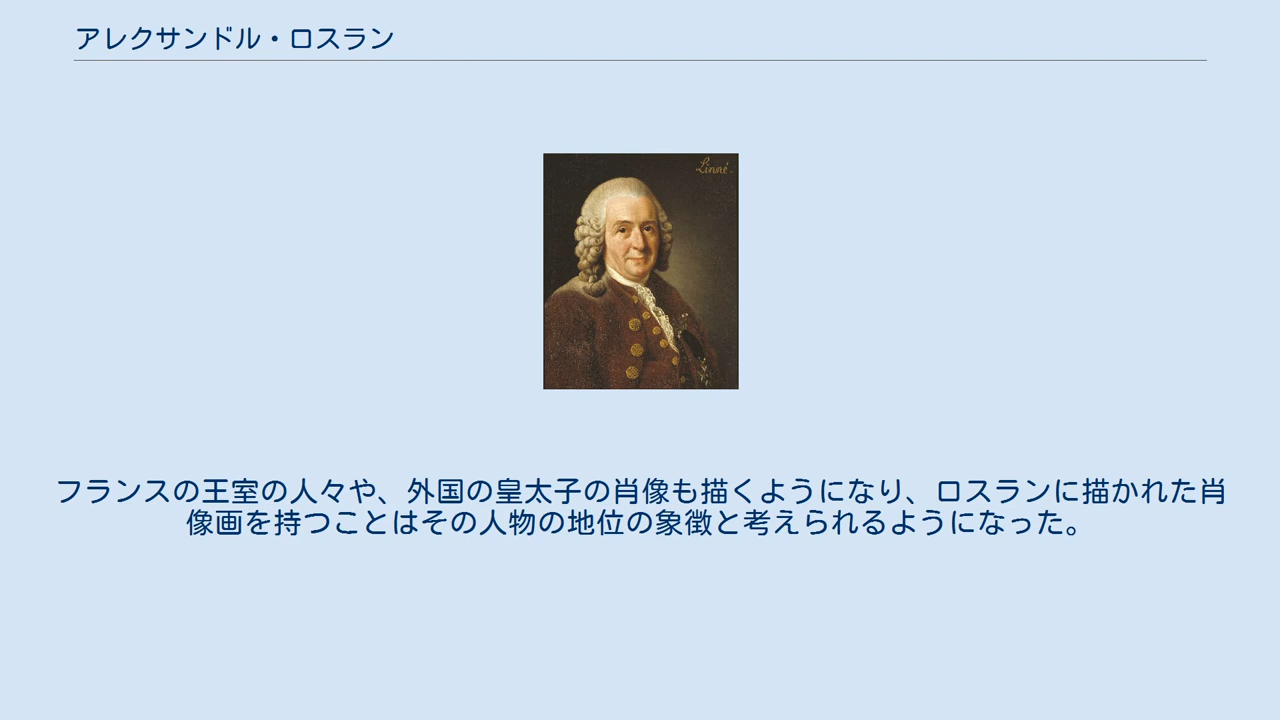 アレクサンドル・ロスラン
Linné
フランスの王室の人々や、外国の皇太子の肖像も描くようになり、ロスランに描かれた肖
像画を持つことはその人物の地位の象徴と考えられるようになった。